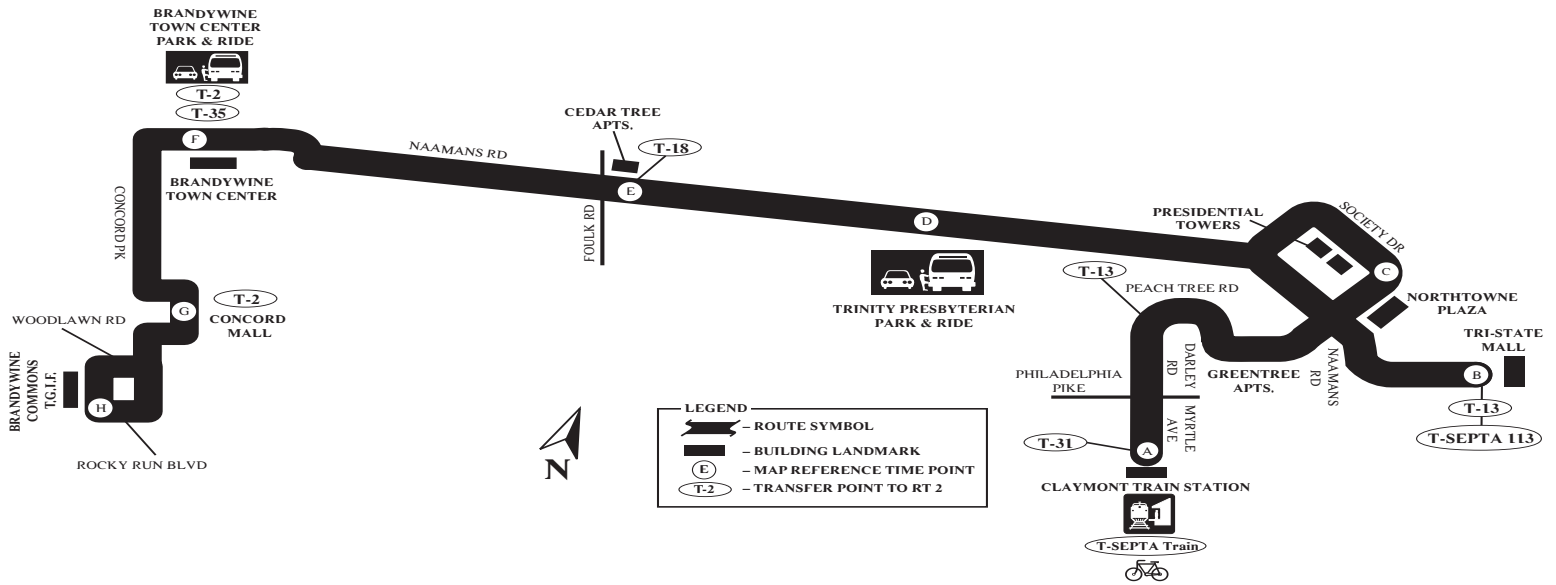 BRANDYWINE
TOWN CENTER
PARK & RIDE
T-2
T-35
F
BRANDYWINE
TOWN CENTER
CONCORD PK
NAAMANS RD
CEDAR TREE
APTS.
T-18
E
FOULK RD
D
TRINITY PRESBYTERIAN
PARK & RIDE
PRESIDENTIAL
TOWERS
SOCIETY DR
C
NORTHTOWNE
PLAZA
TRI-STATE
MALL
B
T-13
T-SEPTA 113
NAAMANS
RD
GREENTREE
APTS.
T-13
PEACH TREE RD
DARLEY
RD
PHILADELPHIA
PIKE
MYRTLE
AVE
T-31
A
CLAYMONT TRAIN STATION
T-SEPTA Train
G
T-2
CONCORD
MALL
WOODLAWN RD
BRANDYWINE
COMMONS
T.G.I.F.
H
ROCKY RUN BLVD
N
LEGEND
– ROUTE SYMBOL
– BUILDING LANDMARK
E – MAP REFERENCE TIME POINT
T-2 – TRANSFER POINT TO RT 2